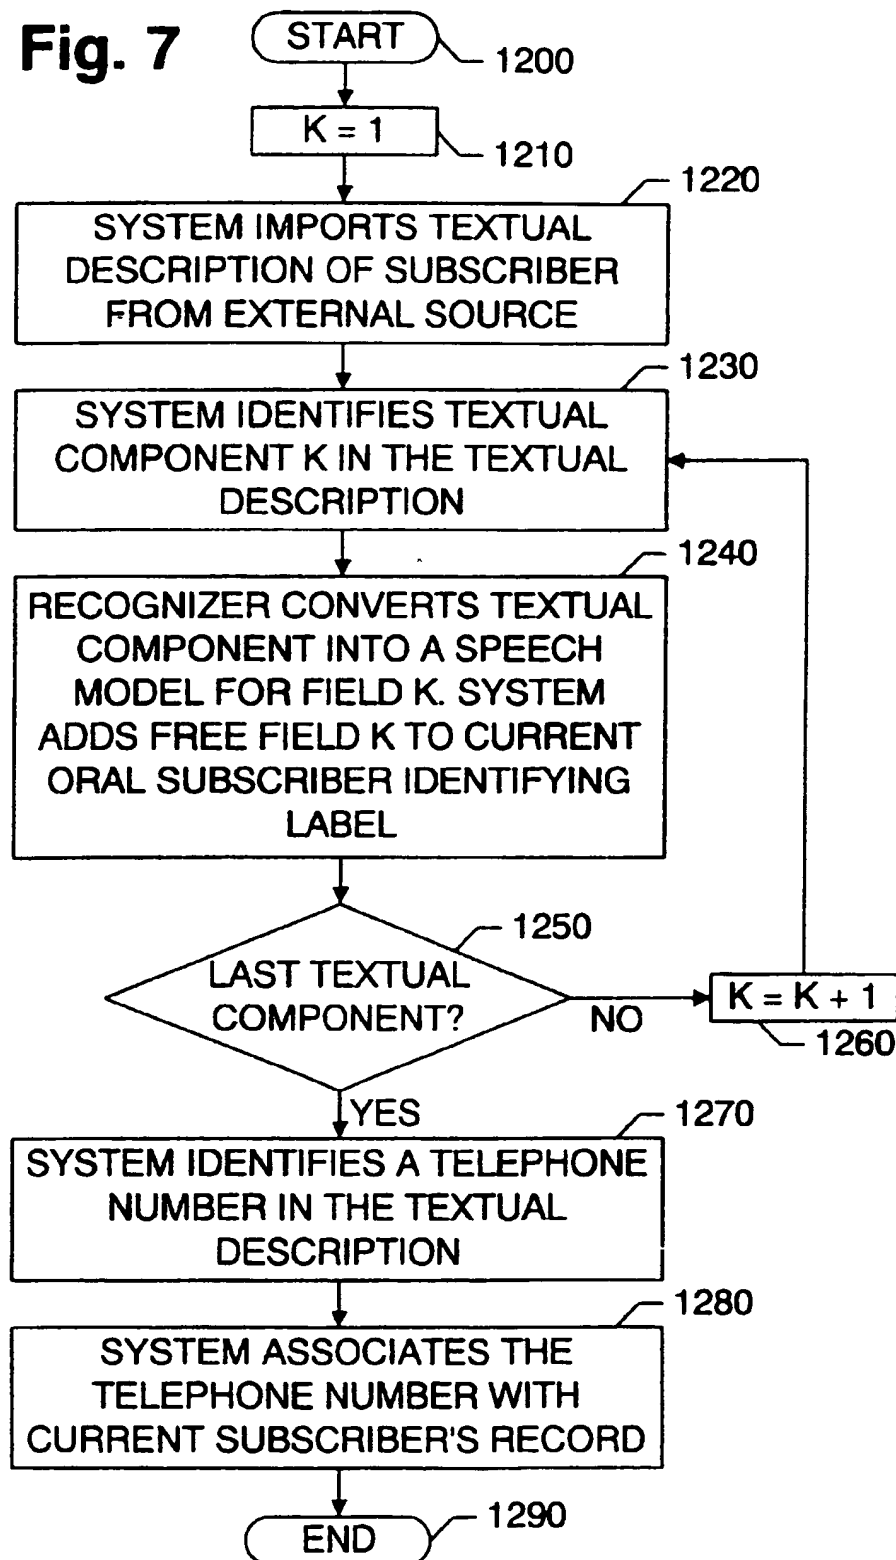 Fig. 7
START
1200
K = 1
1210
1220
SYSTEM IMPORTS TEXTUAL
DESCRIPTION OF SUBSCRIBER
FROM EXTERNAL SOURCE
1230
SYSTEM IDENTIFIES TEXTUAL
COMPONENT K IN THE TEXTUAL
DESCRIPTION
1240
RECOGNIZER CONVERTS TEXTUAL
COMPONENT INTO A SPEECH
MODEL FOR FIELD K. SYSTEM
ADDS FREE FIELD K TO CURRENT
ORAL SUBSCRIBER IDENTIFYING
LABEL
1250
LAST TEXTUAL
COMPONENT?
NO
K = K + 1
1260
YES
1270
SYSTEM IDENTIFIES A TELEPHONE
NUMBER IN THE TEXTUAL
DESCRIPTION
1280
SYSTEM ASSOCIATES THE
TELEPHONE NUMBER WITH
CURRENT SUBSCRIBER'S RECORD
1290
END